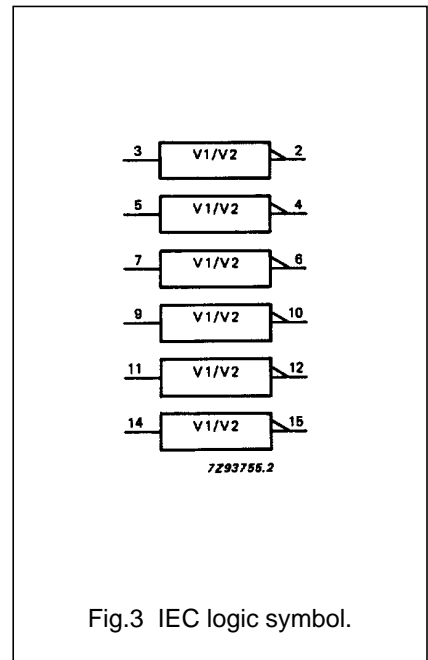 3 V1/V2 2
5 V1/V2 4
7 V1/V2 6
9 V1/V2 10
11 V1/V2 12
14 V1/V2 15
7Z93755.2
Fig.3 IEC logic symbol.